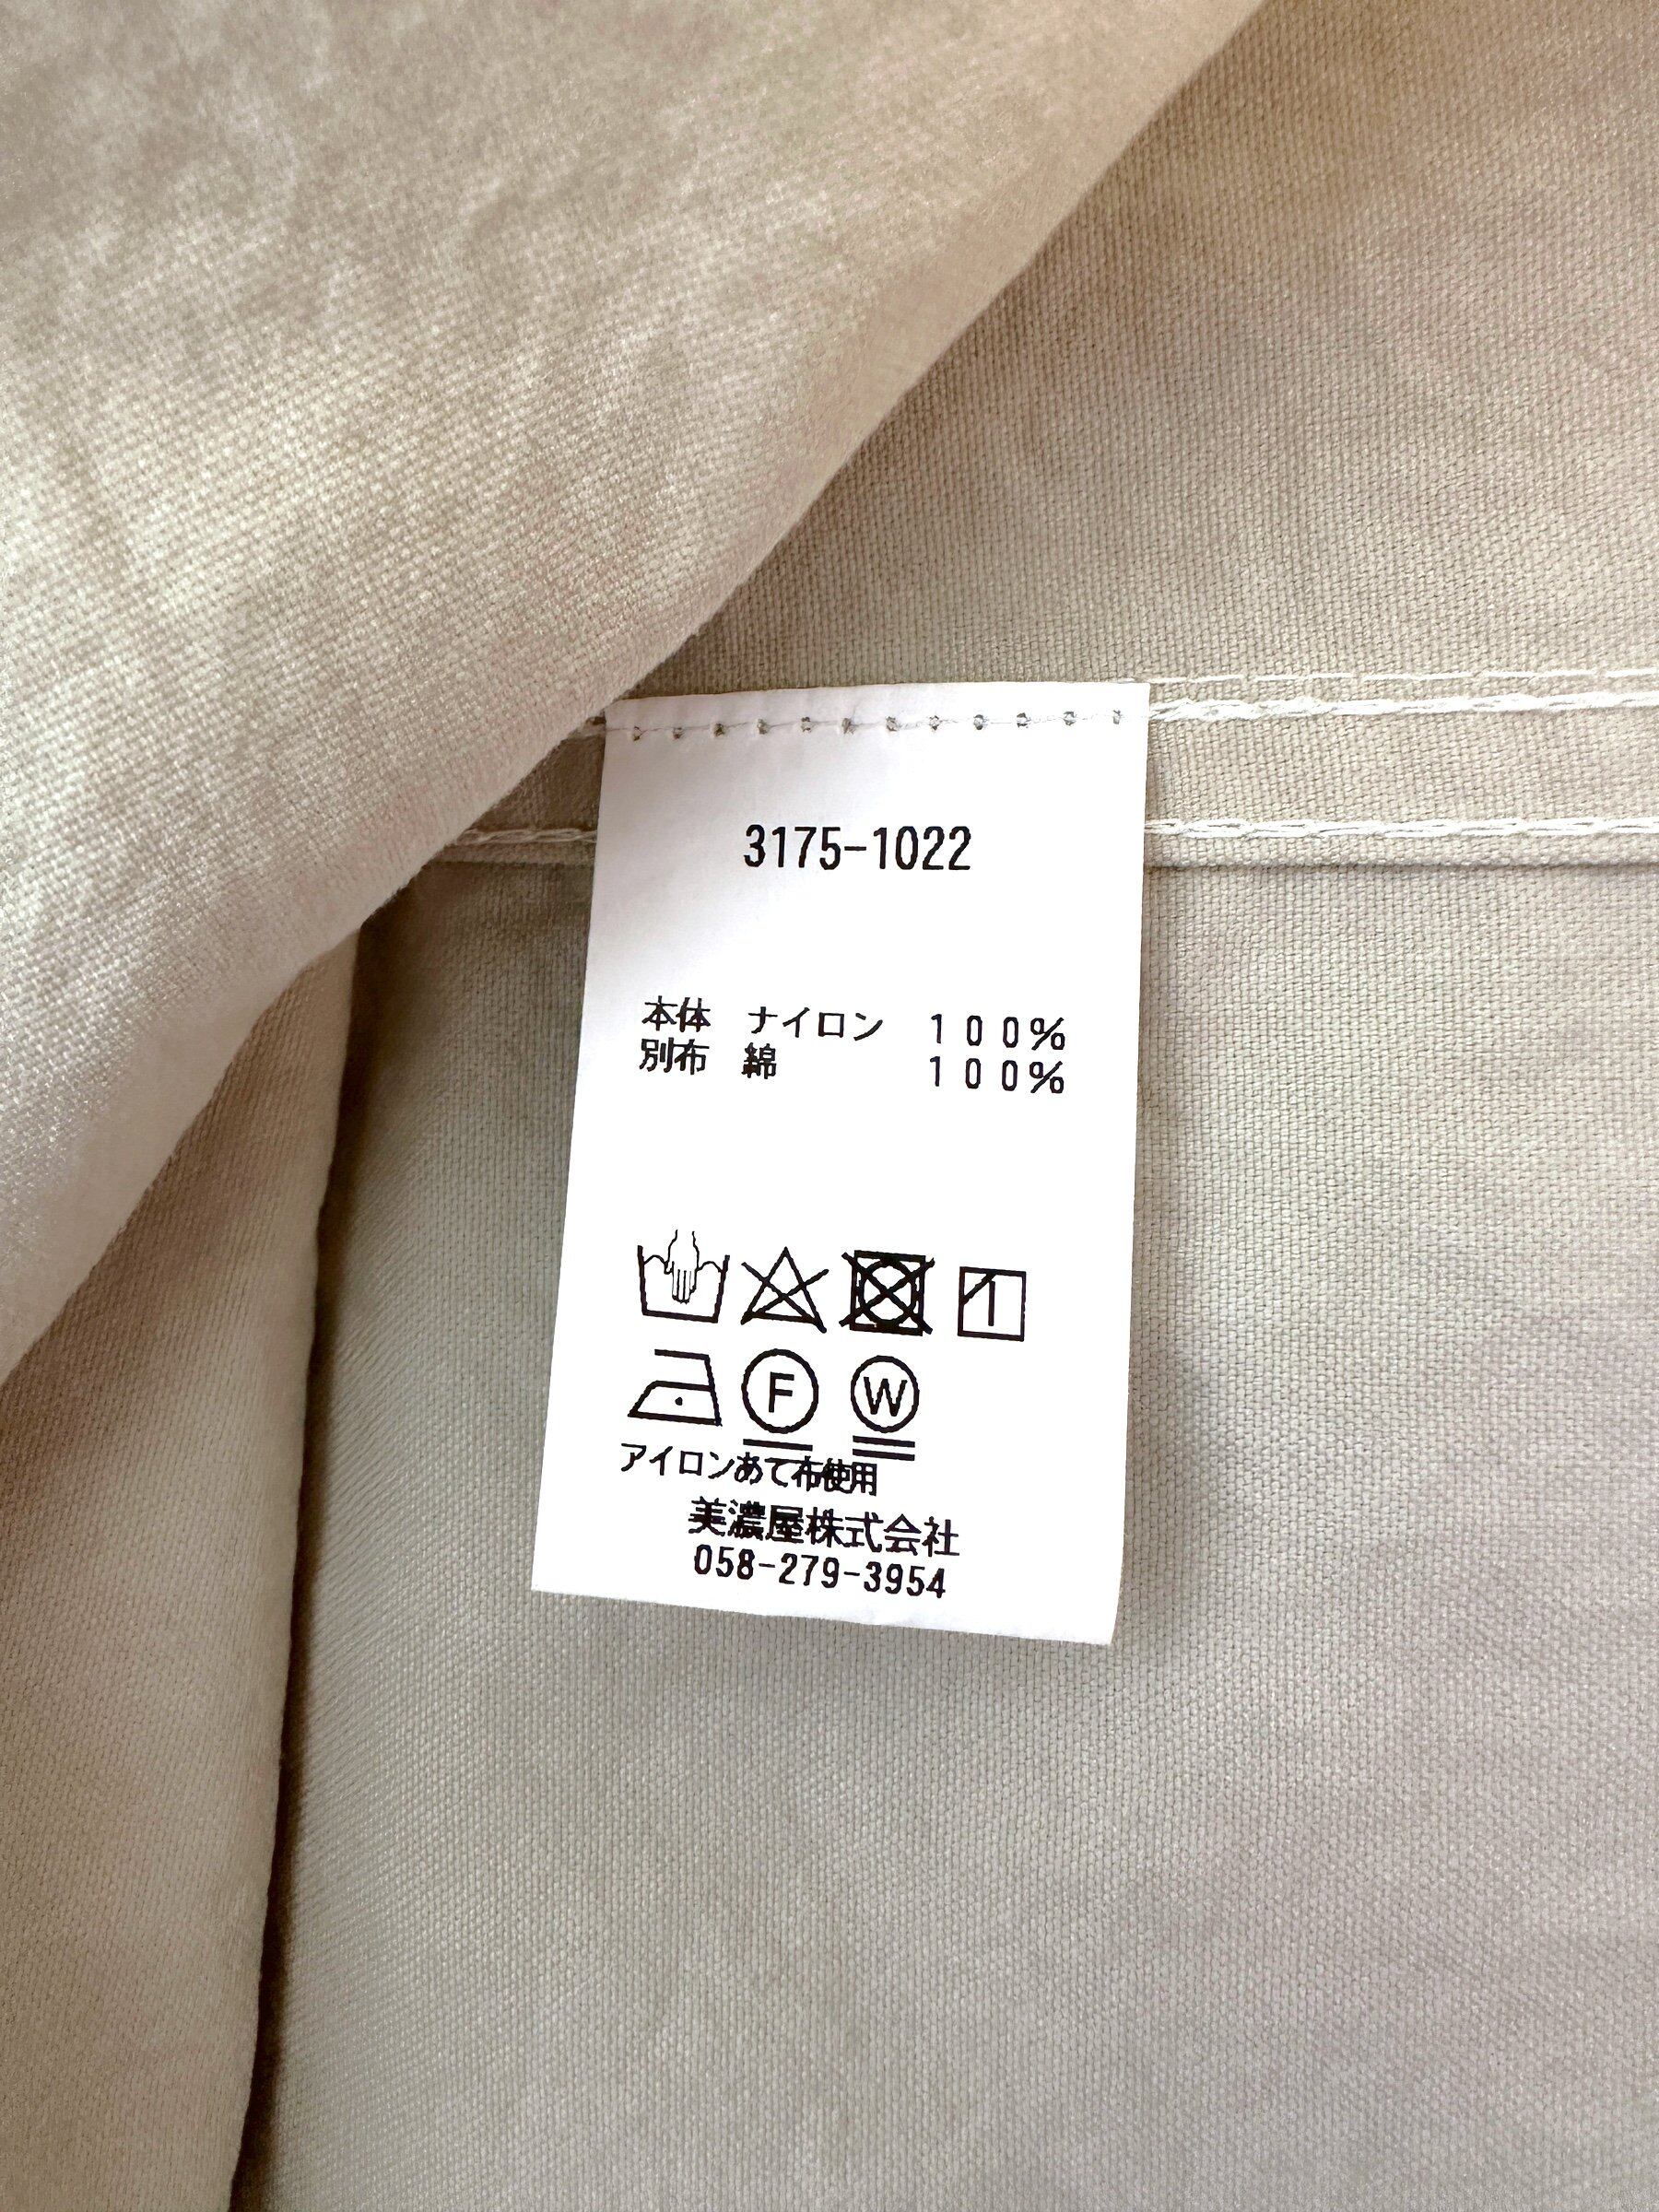 3175-1022
本体 ナイロン 100%
別布 綿 100%
F W
アイロンあて布使用
美濃屋株式会社
058-279-3954